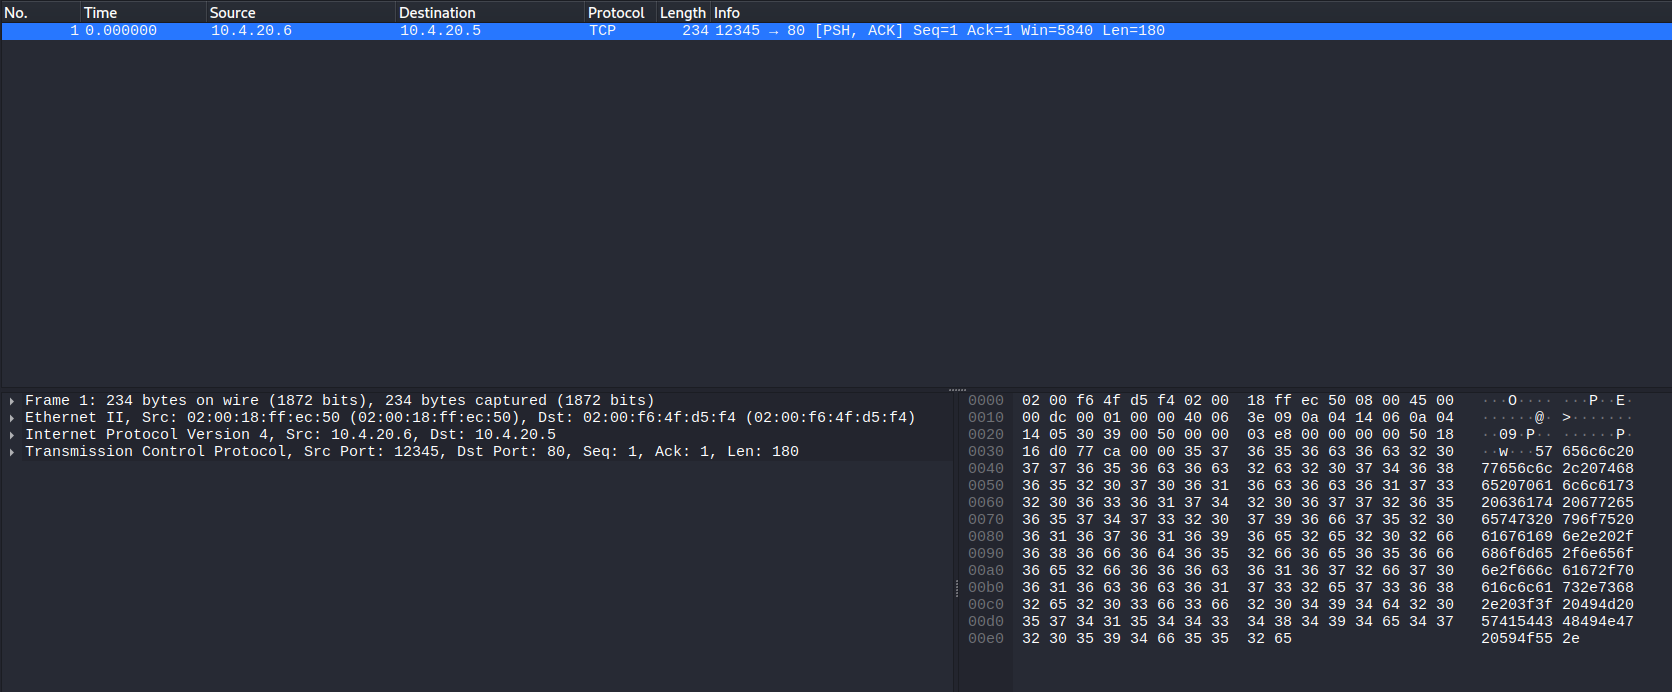 No. Time Source Destination Protocol Length Info
1 0.000000 10.4.20.6 10.4.20.5 TCP 234 12345 → 80 [PSH, ACK] Seq=1 Ack=1 Win=5840 Len=180
Frame 1: 234 bytes on wire (1872 bits), 234 bytes captured (1872 bits)
Ethernet II, Src: 02:00:18:ff:ec:50 (02:00:18:ff:ec:50), Dst: 02:00:f6:4f:d5:f4 (02:00:f6:4f:d5:f4)
Internet Protocol Version 4, Src: 10.4.20.6, Dst: 10.4.20.5
Transmission Control Protocol, Src Port: 12345, Dst Port: 80, Seq: 1, Ack: 1, Len: 180
0000 02 00 f6 4f d5 f4 02 00 18 ff ec 50 08 00 45 00 ···O···· ···P··E·
0010 00 dc 00 01 00 00 40 06 3e 09 0a 04 14 06 0a 04 ······@· >·······
0020 14 05 30 39 00 50 00 00 03 e8 00 00 00 00 50 18 ··09·P·· ······P·
0030 16 d0 77 ca 00 00 35 37 36 35 36 63 36 63 32 30 ··w···57 656c6c20
0040 37 37 36 35 36 63 36 63 32 63 32 30 37 34 36 38 77656c6c 2c207468
0050 36 35 32 30 37 30 36 31 36 63 36 63 36 31 37 33 65207061 6c6c6173
0060 32 30 36 33 36 31 37 34 32 30 36 37 37 32 36 35 20636174 20677265
0070 36 35 37 34 37 33 32 30 37 39 36 66 37 35 32 30 65747320 796f7520
0080 36 31 36 37 36 31 36 39 36 65 32 65 32 30 32 66 61676169 6e2e202f
0090 36 38 36 66 36 64 36 35 32 66 36 65 36 35 36 66 686f6d65 2f6e656f
00a0 36 65 32 66 36 36 36 63 36 31 36 37 32 66 37 30 6e2f666c 61672f70
00b0 36 31 36 63 36 63 36 31 37 33 32 65 37 33 36 38 616c6c61 732e7368
00c0 32 65 32 30 33 66 33 66 32 30 34 39 34 64 32 30 2e203f3f 20494d20
00d0 35 37 34 31 35 34 34 33 34 38 34 39 34 65 34 37 57415443 48494e47
00e0 32 30 35 39 34 66 35 35 32 65 20594f55 2e